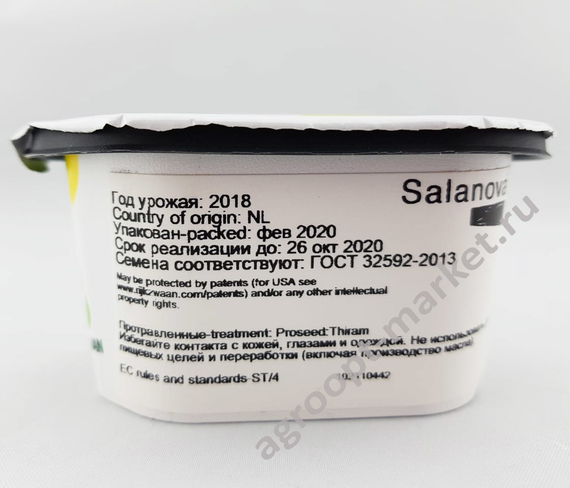 Salanova
Год урожая: 2018
Country of origin: NL
Упакован-packed: фев 2020
Срок реализации до: 26 окт 2020
Семена соответствуют: ГОСТ 32592-2013
May be protected by patents (for USA see
www.rijkzwaan.com/patents) and/or any other intellectual
property rights.
Протравленные-treatment: Proseed:Thiram
Избегайте контакта с кожей, глазами и одеждой. Не
пищевых целей и переработки (включая производство масла)
EC rules and standards-ST/4
agroopt-market.ru